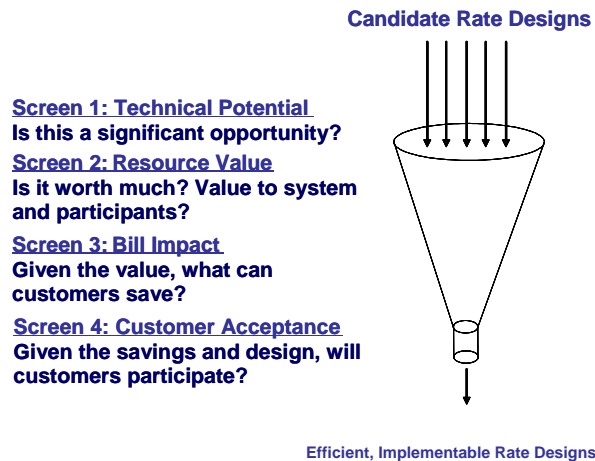 Candidate Rate Designs
Screen 1: Technical Potential
Is this a significant opportunity?
Screen 2: Resource Value
Is it worth much? Value to system
and participants?
Screen 3: Bill Impact
Given the value, what can
customers save?
Screen 4: Customer Acceptance
Given the savings and design, will
customers participate?
Efficient, Implementable Rate Designs